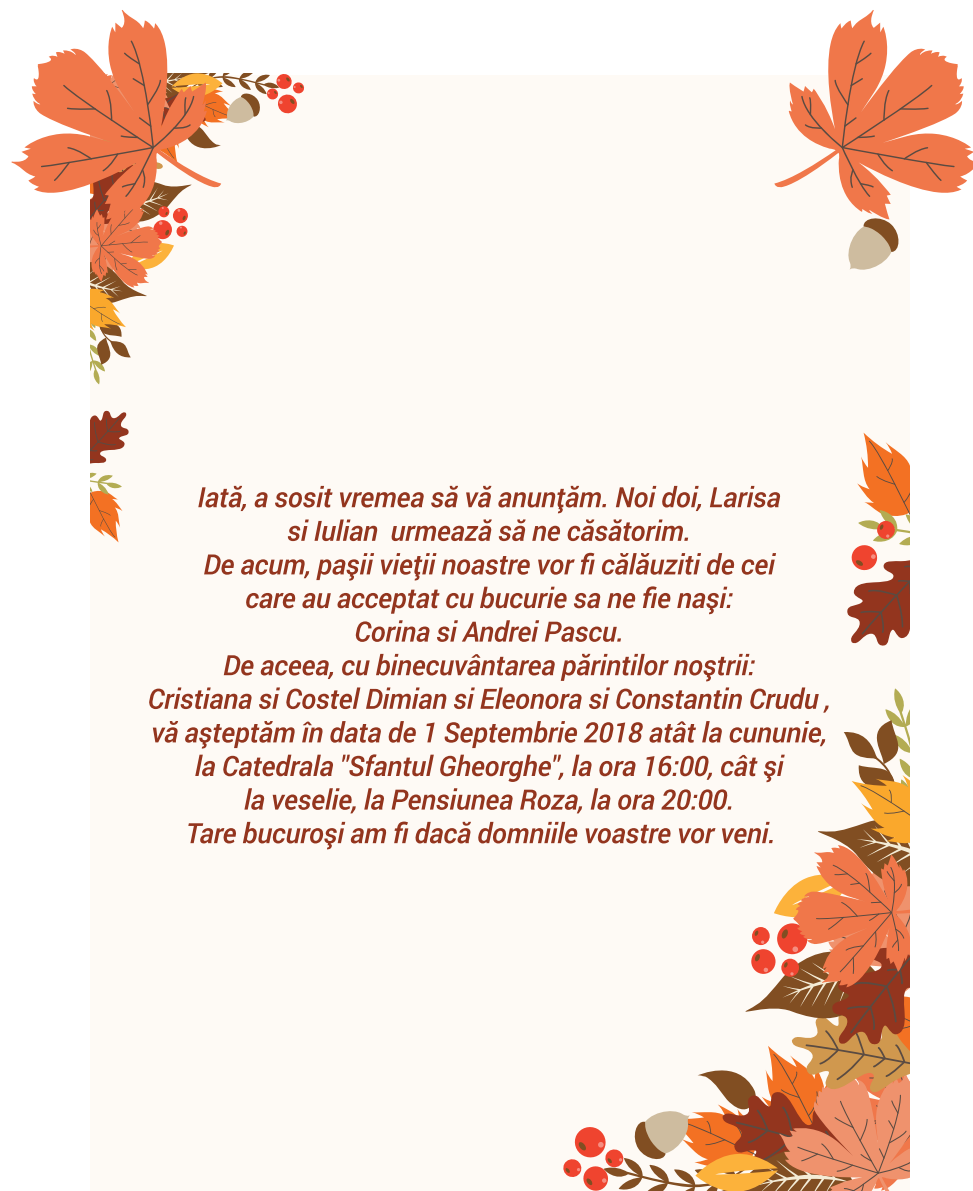 Iată, a sosit vremea să vă anunţăm. Noi doi, Larisa
si Iulian  urmează să ne căsătorim.
De acum, paşii vieţii noastre vor fi călăuziti de cei
care au acceptat cu bucurie sa ne fie naşi:
Corina si Andrei Pascu.
De aceea, cu binecuvântarea părintilor noştrii:
Cristiana si Costel Dimian si Eleonora si Constantin Crudu ,
vă aşteptăm în data de 1 Septembrie 2018 atât la cununie,
la Catedrala "Sfantul Gheorghe", la ora 16:00, cât şi
la veselie, la Pensiunea Roza, la ora 20:00.
Tare bucuroşi am fi dacă domniile voastre vor veni.